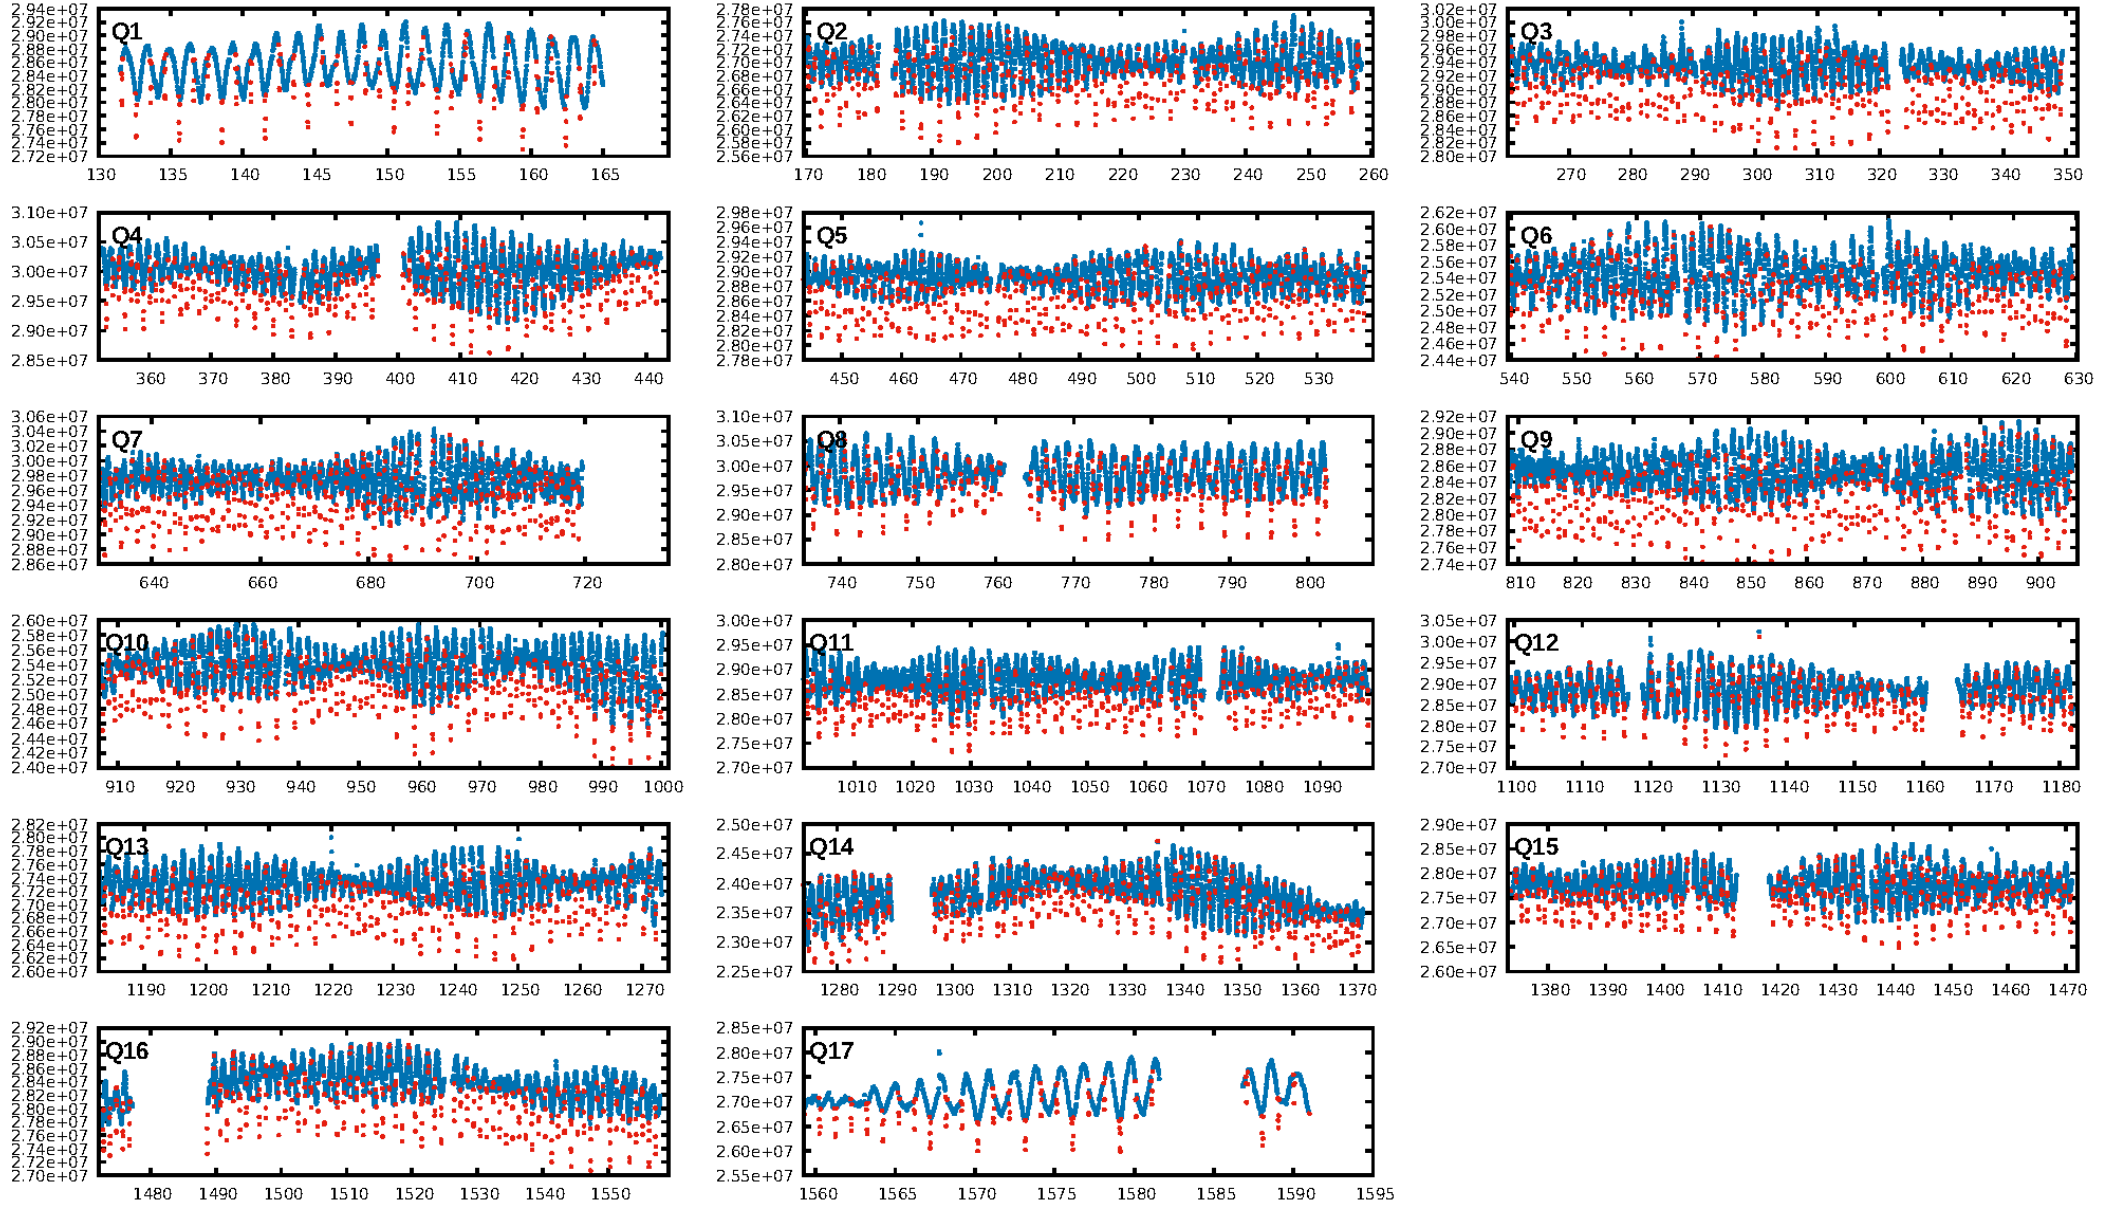 2.94e+07
2.92e+07
2.90e+07
2.88e+07
2.86e+07
2.84e+07
2.82e+07
2.80e+07
2.78e+07
2.76e+07
2.74e+07
2.72e+07
Q1
130 135 140 145 150 155 160 165
2.78e+07
2.76e+07
2.74e+07
2.72e+07
2.70e+07
2.68e+07
2.66e+07
2.64e+07
2.62e+07
2.60e+07
2.58e+07
2.56e+07
Q2
170 180 190 200 210 220 230 240 250 260
3.02e+07
3.00e+07
2.98e+07
2.96e+07
2.94e+07
2.92e+07
2.90e+07
2.88e+07
2.86e+07
2.84e+07
2.82e+07
2.80e+07
Q3
270 280 290 300 310 320 330 340 350
3.10e+07
3.05e+07
3.00e+07
2.95e+07
2.90e+07
2.85e+07
Q4
360 370 380 390 400 410 420 430 440
2.98e+07
2.96e+07
2.94e+07
2.92e+07
2.90e+07
2.88e+07
2.86e+07
2.84e+07
2.82e+07
2.80e+07
2.78e+07
Q5
450 460 470 480 490 500 510 520 530
2.62e+07
2.60e+07
2.58e+07
2.56e+07
2.54e+07
2.52e+07
2.50e+07
2.48e+07
2.46e+07
2.44e+07
Q6
540 550 560 570 580 590 600 610 620 630
3.06e+07
3.04e+07
3.02e+07
3.00e+07
2.98e+07
2.96e+07
2.94e+07
2.92e+07
2.90e+07
2.88e+07
2.86e+07
Q7
640 660 680 700 720
3.10e+07
3.05e+07
3.00e+07
2.95e+07
2.90e+07
2.85e+07
2.80e+07
Q8
740 750 760 770 780 790 800
2.92e+07
2.90e+07
2.88e+07
2.86e+07
2.84e+07
2.82e+07
2.80e+07
2.78e+07
2.76e+07
2.74e+07
Q9
810 820 830 840 850 860 870 880 890 900
2.60e+07
2.58e+07
2.56e+07
2.54e+07
2.52e+07
2.50e+07
2.48e+07
2.46e+07
2.44e+07
2.42e+07
2.40e+07
Q10
910 920 930 940 950 960 970 980 990 1000
3.00e+07
2.95e+07
2.90e+07
2.85e+07
2.80e+07
2.75e+07
2.70e+07
Q11
1010 1020 1030 1040 1050 1060 1070 1080 1090
3.05e+07
3.00e+07
2.95e+07
2.90e+07
2.85e+07
2.80e+07
2.75e+07
2.70e+07
Q12
1100 1110 1120 1130 1140 1150 1160 1170 1180
2.82e+07
2.80e+07
2.78e+07
2.76e+07
2.74e+07
2.72e+07
2.70e+07
2.68e+07
2.66e+07
2.64e+07
2.62e+07
2.60e+07
Q13
1190 1200 1210 1220 1230 1240 1250 1260 1270
2.50e+07
2.45e+07
2.40e+07
2.35e+07
2.30e+07
2.25e+07
Q14
1280 1290 1300 1310 1320 1330 1340 1350 1360 1370
2.90e+07
2.85e+07
2.80e+07
2.75e+07
2.70e+07
2.65e+07
2.60e+07
Q15
1380 1390 1400 1410 1420 1430 1440 1450 1460 1470
2.92e+07
2.90e+07
2.88e+07
2.86e+07
2.84e+07
2.82e+07
2.80e+07
2.78e+07
2.76e+07
2.74e+07
2.72e+07
2.70e+07
Q16
1480 1490 1500 1510 1520 1530 1540 1550
2.85e+07
2.80e+07
2.75e+07
2.70e+07
2.65e+07
2.60e+07
2.55e+07
Q17
1560 1565 1570 1575 1580 1585 1590 1595